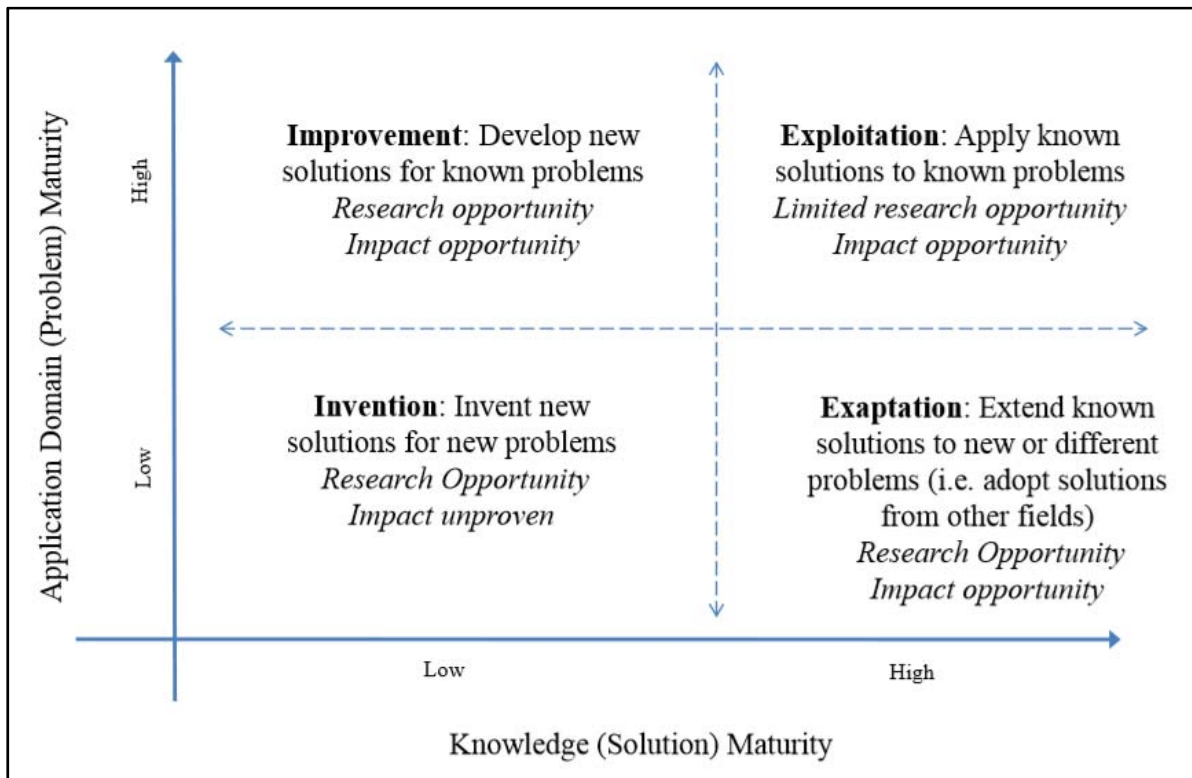 Application Domain (Problem) Maturity
High
Low
Improvement: Develop new
solutions for known problems
Research opportunity
Impact opportunity
Exploitation: Apply known
solutions to known problems
Limited research opportunity
Impact opportunity
Invention: Invent new
solutions for new problems
Research Opportunity
Impact unproven
Exaptation: Extend known
solutions to new or different
problems (i.e. adopt solutions
from other fields)
Research Opportunity
Impact opportunity
Low
High
Knowledge (Solution) Maturity